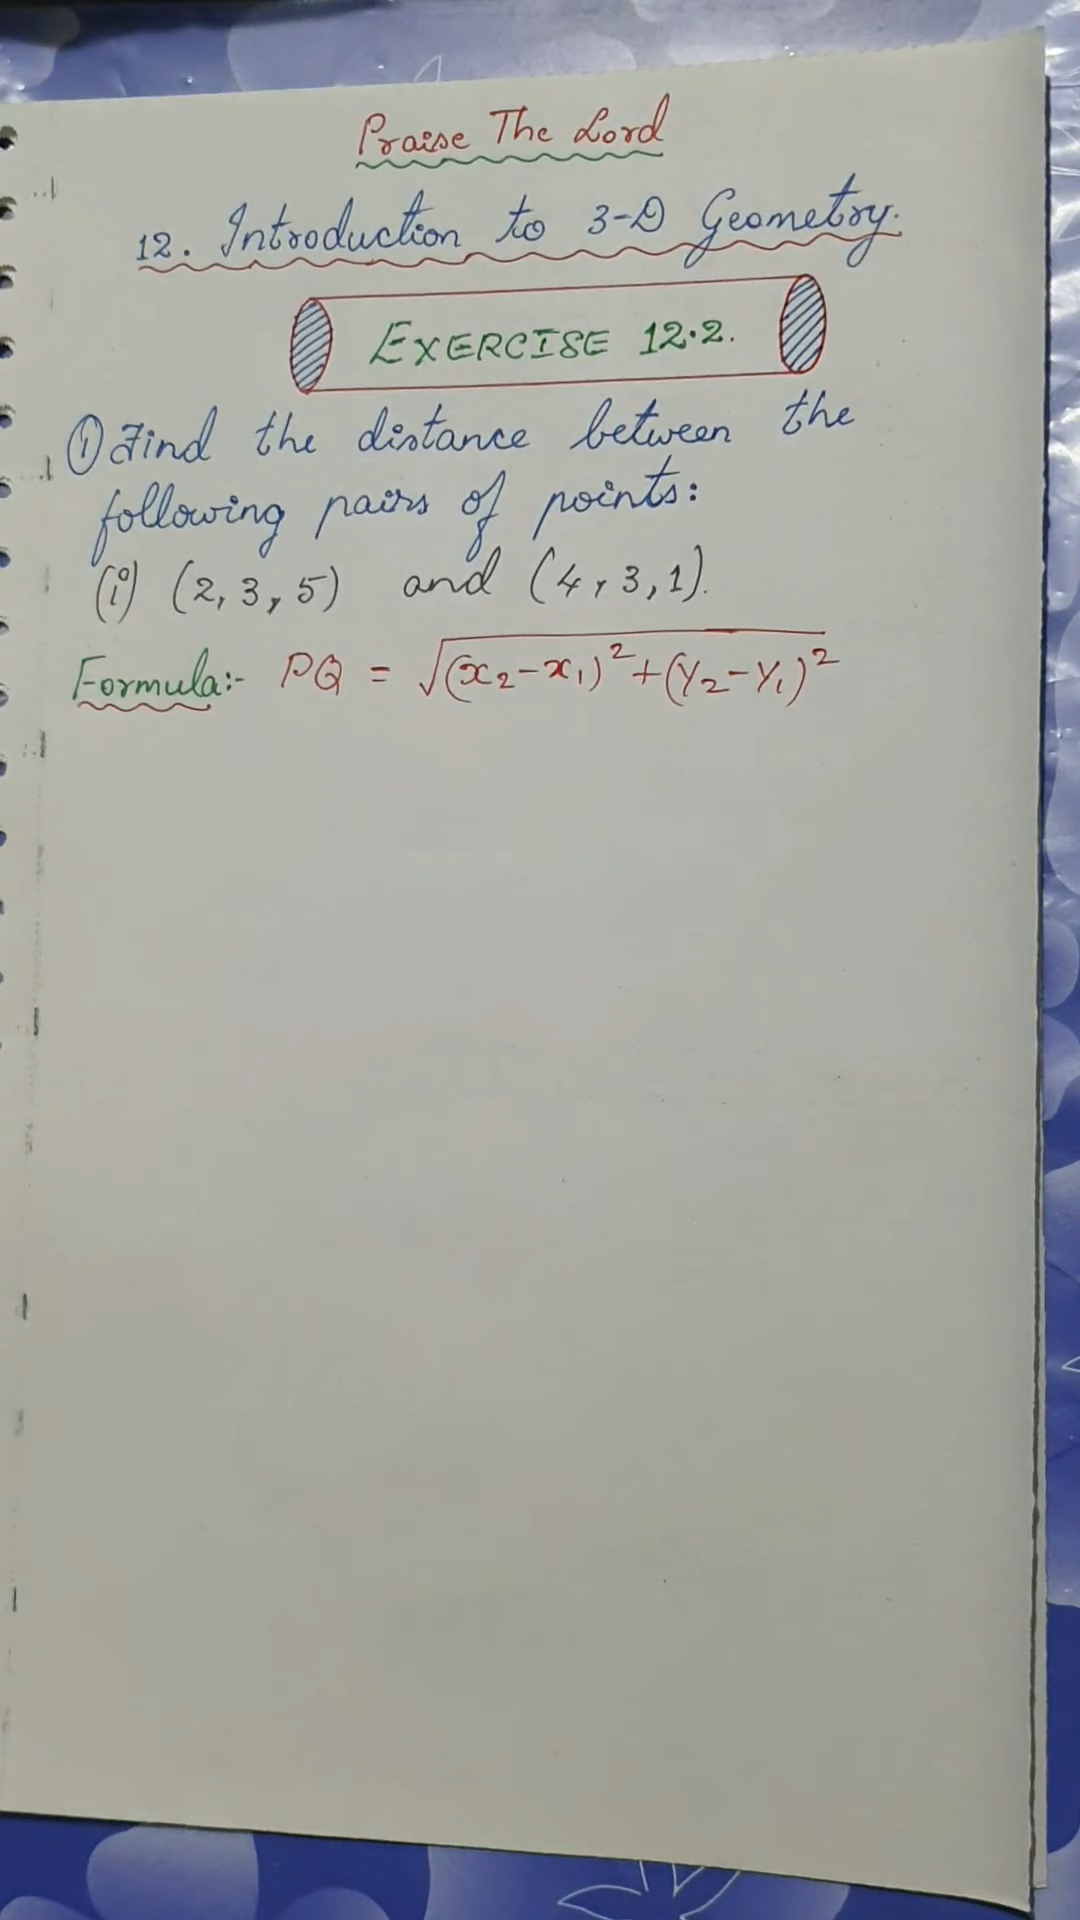 Praise The Lord
12. Introduction to 3-D Geometry.
EXERCISE 12.2.
① Find the distance between the
following pairs of points:
(i) (2, 3, 5) and (4, 3, 1).
Formula:- PQ = √(x₂-x₁)²+(y₂-y₁)²